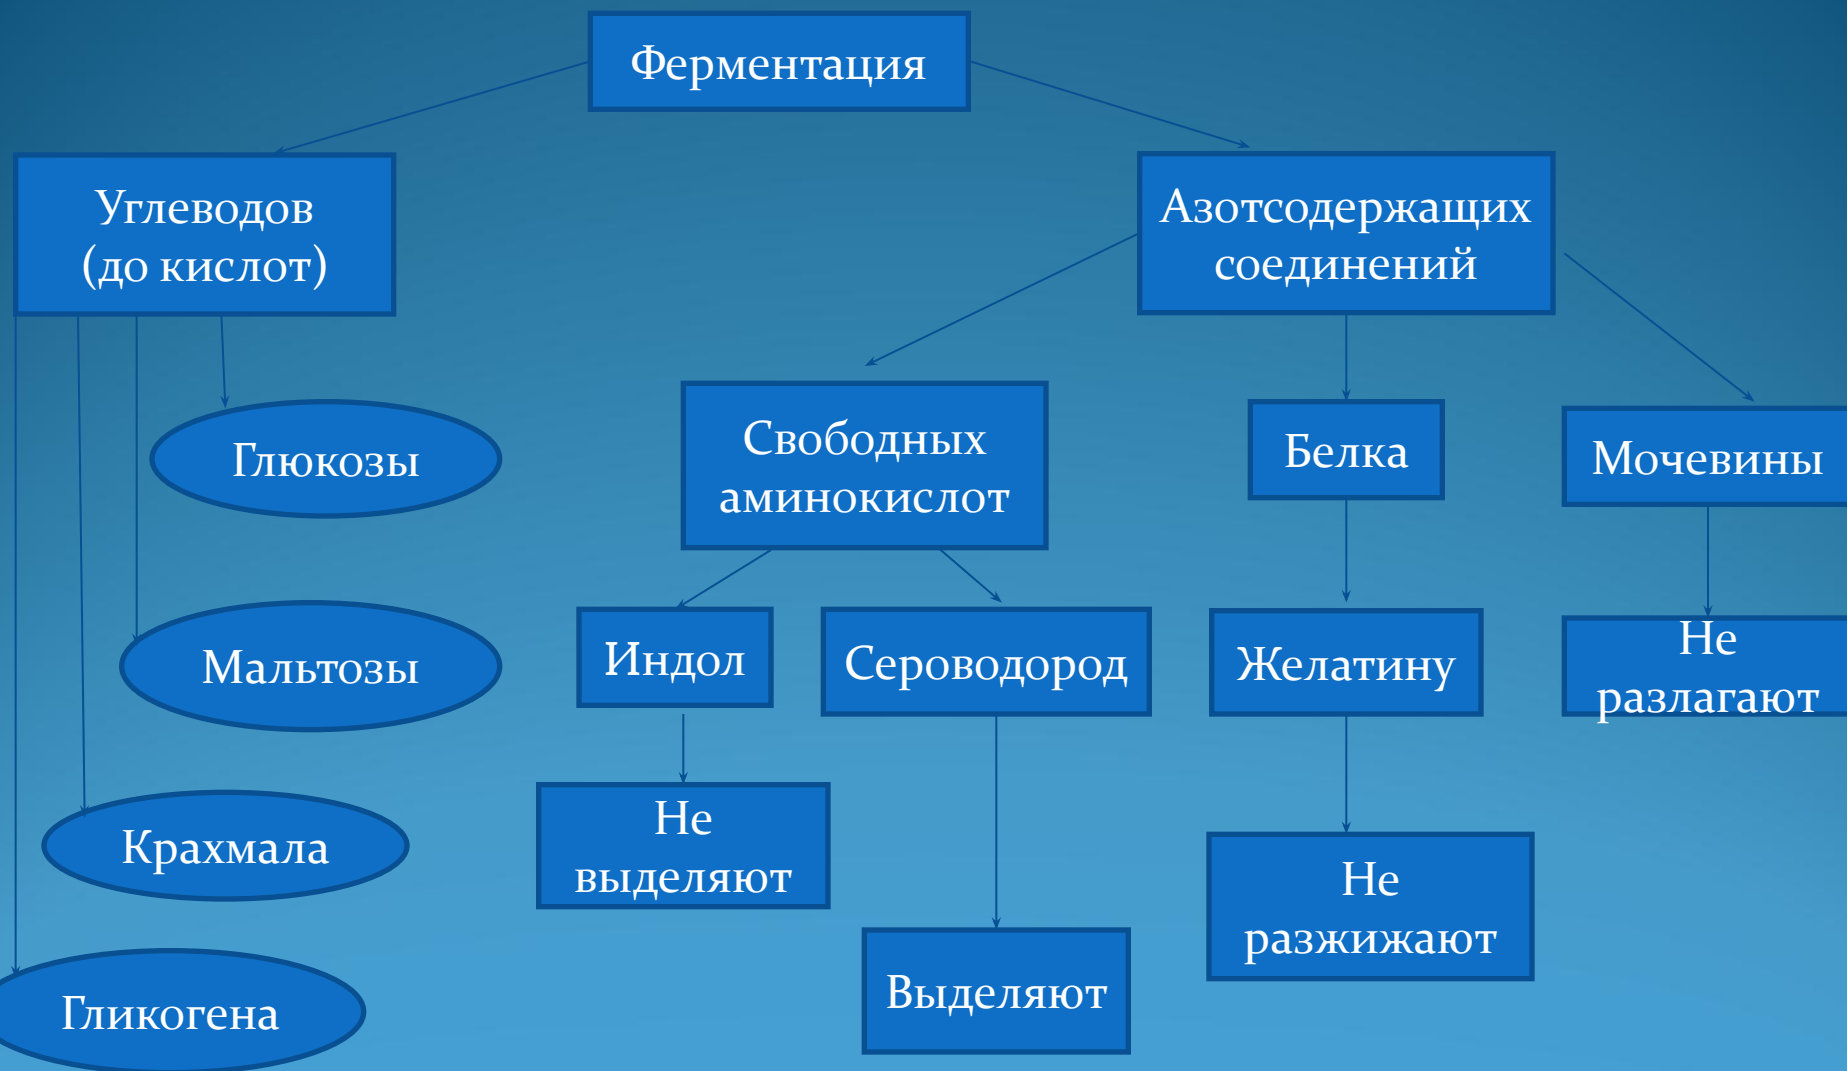 Ферментация
Углеводов
(до кислот)
Азотсодержащих
соединений
Глюкозы
Мальтозы
Крахмала
Гликогена
Свободных
аминокислот
Белка
Мочевины
Индол
Сероводород
Желатину
Не
разлагают
Не
выделяют
Выделяют
Не
разжижают